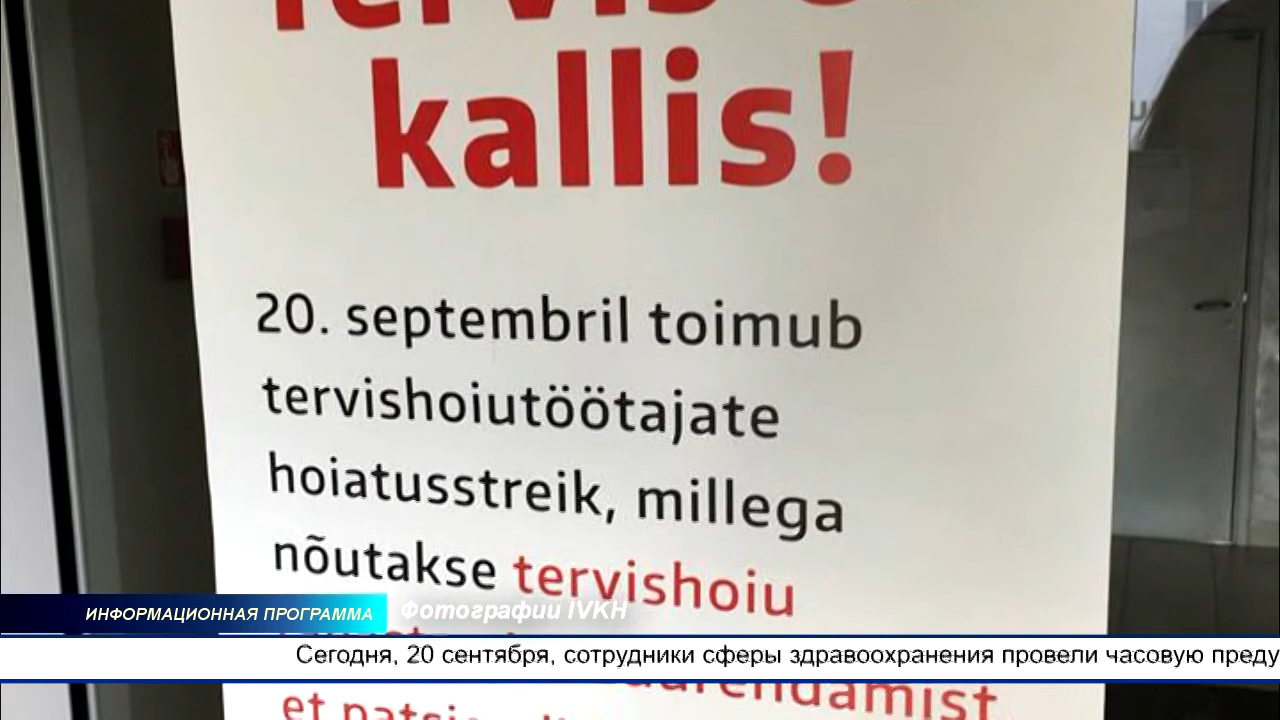 kallis!
20. septembril toimub
tervishoiutöötajate
hoiatusstreik, millega
nõutakse tervishoiu
ИНФОРМАЦИОННАЯ ПРОГРАММА
Фотографии IVKH
Сегодня, 20 сентября, сотрудники сферы здравоохранения провели часовую преду
et